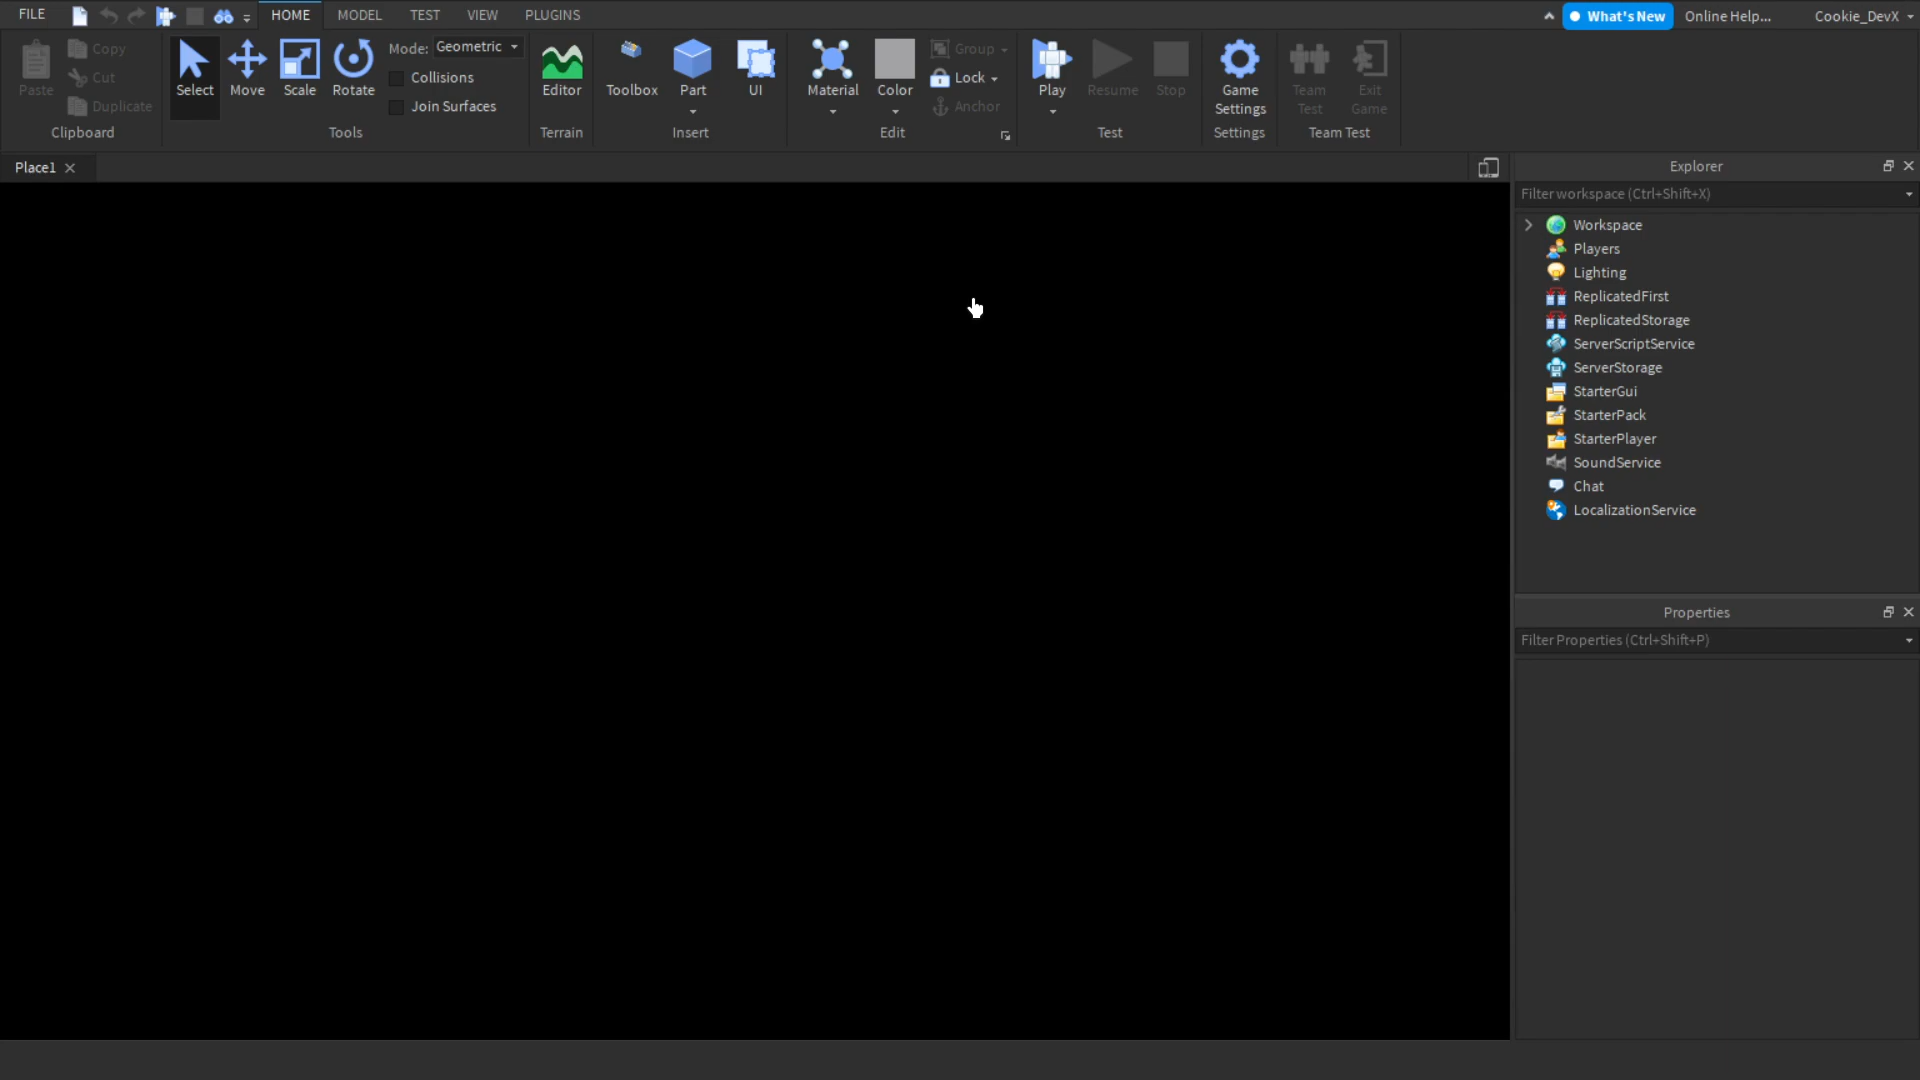 FILE
HOME
MODEL
TEST
VIEW
PLUGINS
What's New
Online Help...
Cookie_DevX
Paste
Copy
Cut
Duplicate
Clipboard
Select
Move
Scale
Rotate
Mode: Geometric
Collisions
Join Surfaces
Tools
Editor
Terrain
Toolbox
Part
UI
Insert
Material
Color
Group
Lock
Anchor
Edit
Play
Resume
Stop
Test
Game
Settings
Settings
Team
Test
Exit
Game
Team Test
Place1
Explorer
Filter workspace (Ctrl+Shift+X)
Workspace
Players
Lighting
ReplicatedFirst
ReplicatedStorage
ServerScriptService
ServerStorage
StarterGui
StarterPack
StarterPlayer
SoundService
Chat
LocalizationService
Properties
Filter Properties (Ctrl+Shift+P)